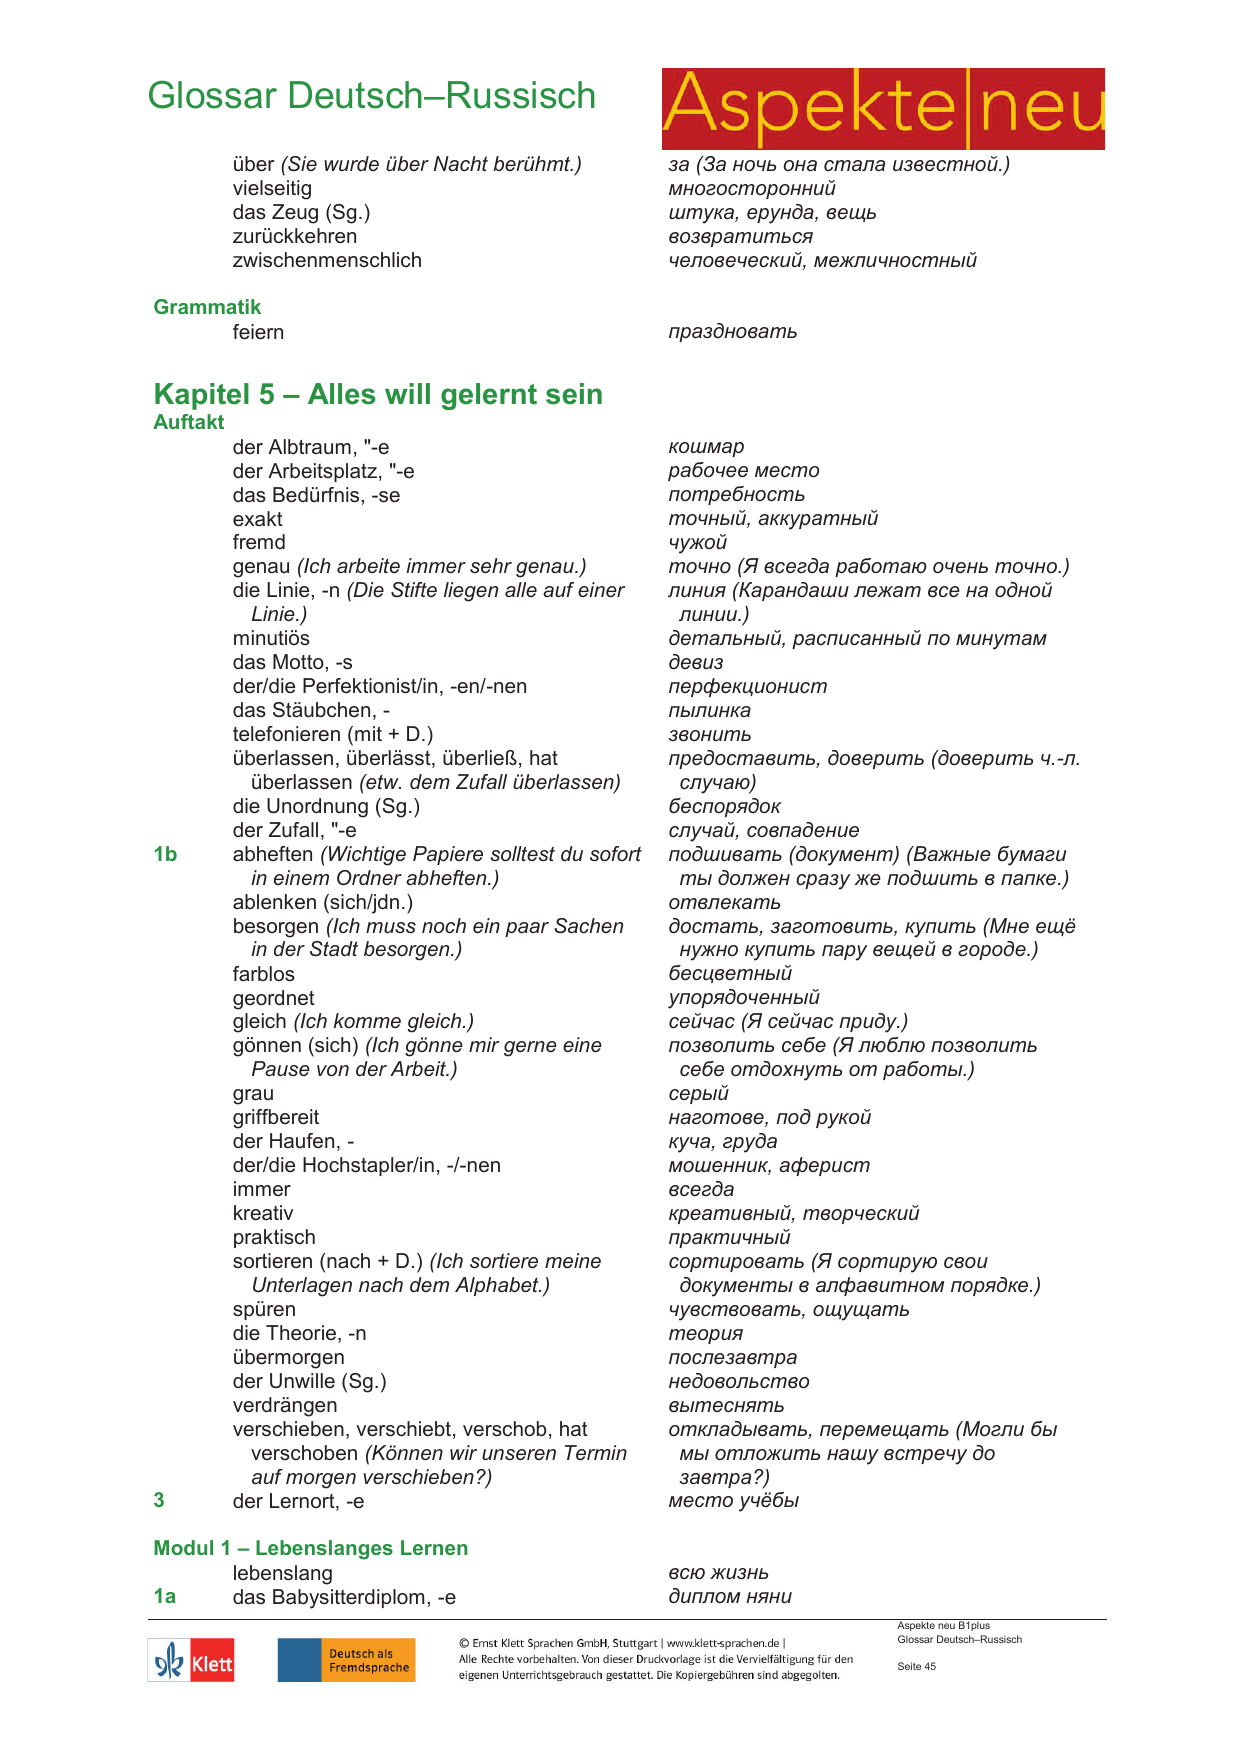 Glossar Deutsch–Russisch
Aspekte|neu
über (Sie wurde über Nacht berühmt.) за (За ночь она стала известной.)
vielseitig многосторонний
das Zeug (Sg.) штука, ерунда, вещь
zurückkehren возвратиться
zwischenmenschlich человеческий, межличностный
Grammatik
feiern праздновать
Kapitel 5 – Alles will gelernt sein
Auftakt
der Albtraum, "-e кошмар
der Arbeitsplatz, "-e рабочее место
das Bedürfnis, -se потребность
exakt точный, аккуратный
fremd чужой
genau (Ich arbeite immer sehr genau.) точно (Я всегда работаю очень точно.)
die Linie, -n (Die Stifte liegen alle auf einer линия (Карандаши лежат все на одной
Linie.) линии.)
minutiös детальный, расписанный по минутам
das Motto, -s девиз
der/die Perfektionist/in, -en/-nen перфекционист
das Stäubchen, - пылинка
telefonieren (mit + D.) звонить
überlassen, überlässt, überließ, hat предоставить, доверить (доверить ч.-л.
überlassen (etw. dem Zufall überlassen) случаю)
die Unordnung (Sg.) беспорядок
der Zufall, "-e случай, совпадение
1b abheften (Wichtige Papiere solltest du sofort подшивать (документ) (Важные бумаги
in einem Ordner abheften.) ты должен сразу же подшить в папке.)
ablenken (sich/jdn.) отвлекать
besorgen (Ich muss noch ein paar Sachen достать, заготовить, купить (Мне ещё
in der Stadt besorgen.) нужно купить пару вещей в городе.)
farblos бесцветный
geordnet упорядоченный
gleich (Ich komme gleich.) сейчас (Я сейчас приду.)
gönnen (sich) (Ich gönne mir gerne eine позволить себе (Я люблю позволить
Pause von der Arbeit.) себе отдохнуть от работы.)
grau серый
griffbereit наготове, под рукой
der Haufen, - куча, груда
der/die Hochstapler/in, -/-nen мошенник, аферист
immer всегда
kreativ креативный, творческий
praktisch практичный
sortieren (nach + D.) (Ich sortiere meine сортировать (Я сортирую свои
Unterlagen nach dem Alphabet.) документы в алфавитном порядке.)
spüren чувствовать, ощущать
die Theorie, -n теория
übermorgen послезавтра
der Unwille (Sg.) недовольство
verdrängen вытеснять
verschieben, verschiebt, verschob, hat откладывать, перемещать (Могли бы
verschoben (Können wir unseren Termin мы отложить нашу встречу до
auf morgen verschieben?) завтра?)
3 der Lernort, -e место учёбы
Modul 1 – Lebenslanges Lernen
lebenslang всю жизнь
1a das Babysitterdiplom, -e диплом няни
Klett
Deutsch als
Fremdsprache
© Ernst Klett Sprachen GmbH, Stuttgart | www.klett-sprachen.de |
Alle Rechte vorbehalten. Von dieser Druckvorlage ist die Vervielfältigung für den
eigenen Unterrichtsgebrauch gestattet. Die Kopiergebühren sind abgegolten.
Aspekte neu B1plus
Glossar Deutsch–Russisch
Seite 45